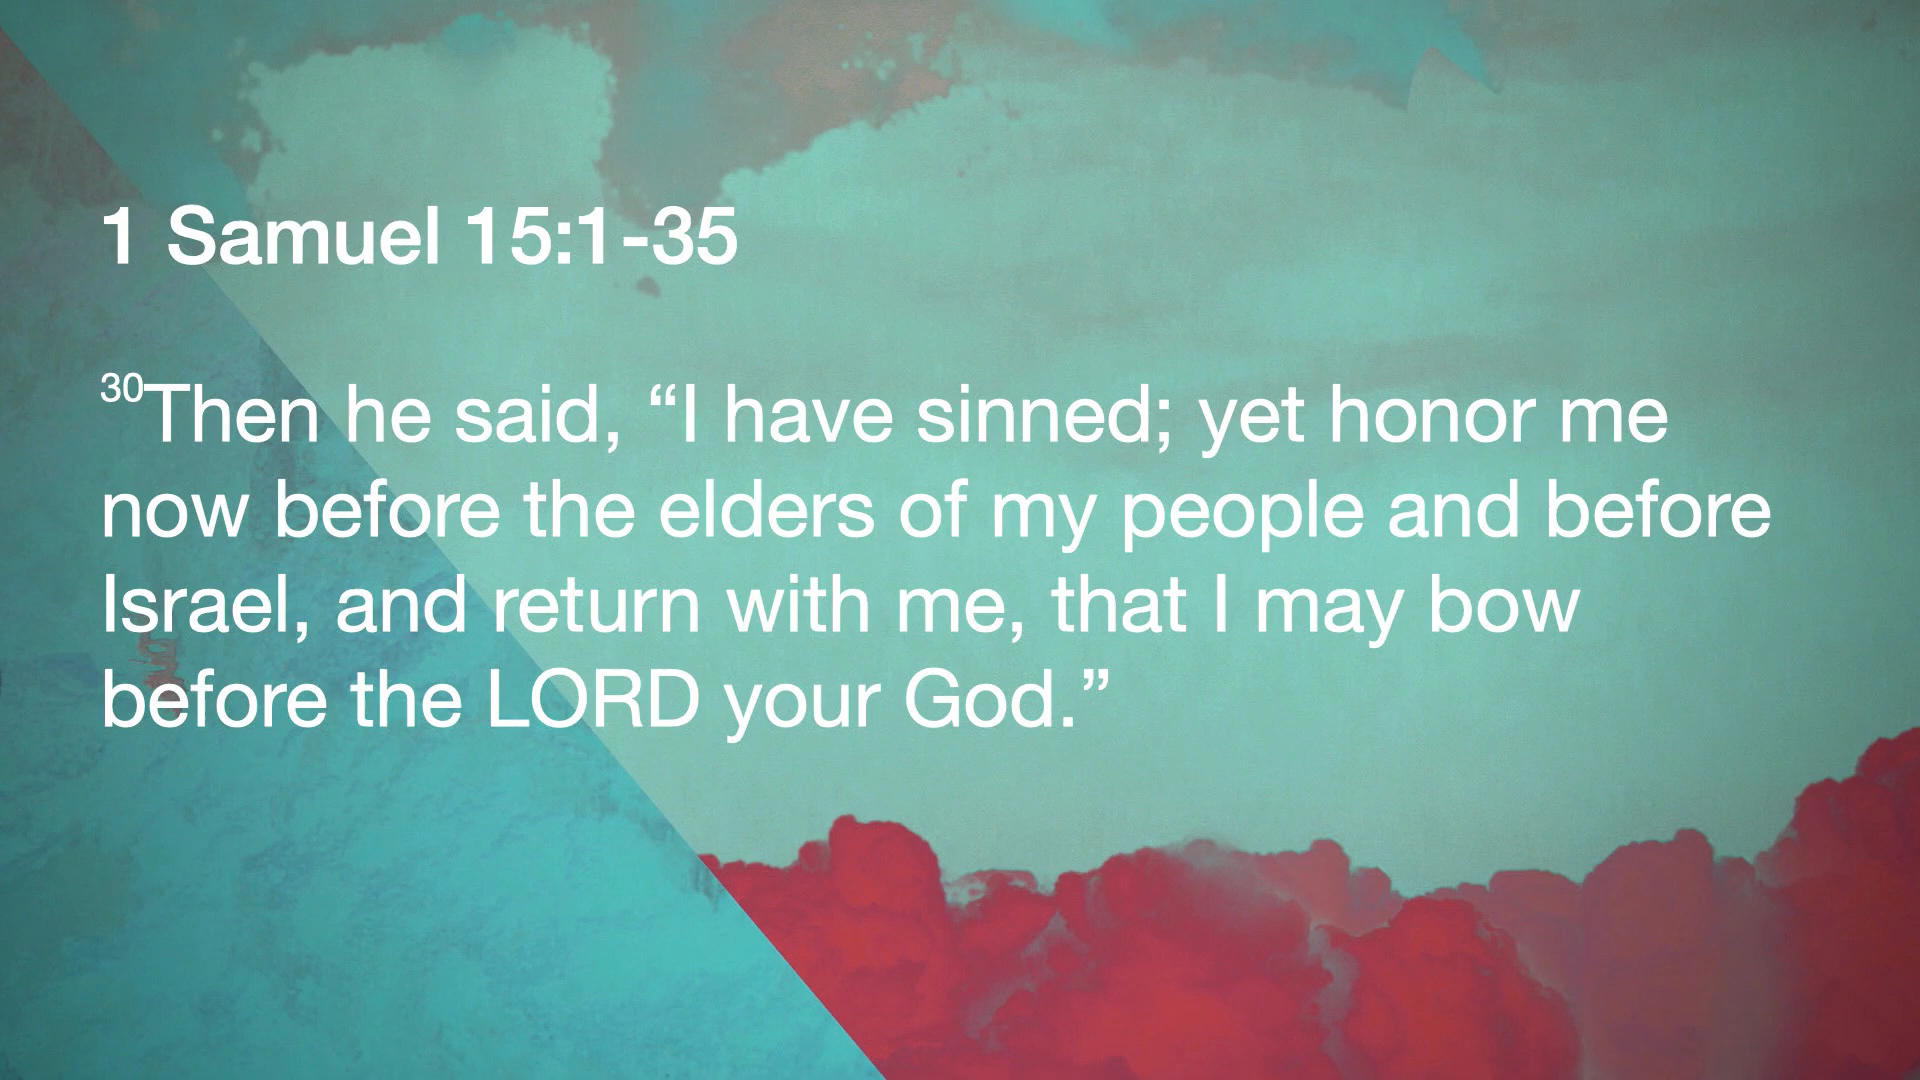 1 Samuel 15:1-35
30Then he said, “I have sinned; yet honor me
now before the elders of my people and before
Israel, and return with me, that I may bow
before the LORD your God.”